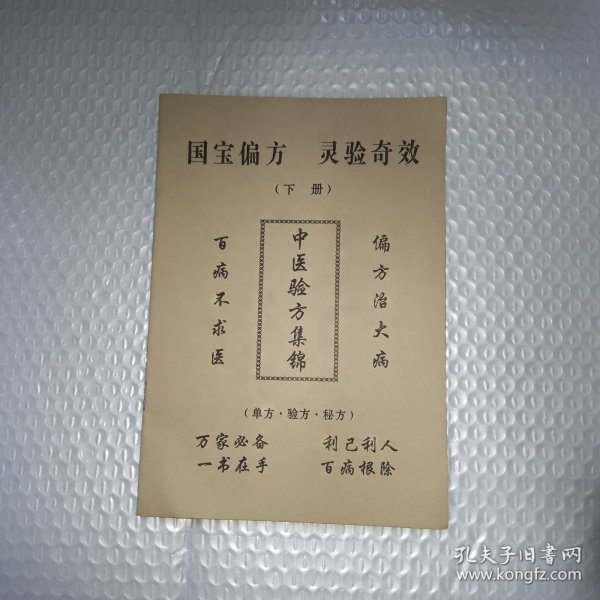 国宝偏方 灵验奇效
（下 册）
偏方治大病
中医验方集锦
百病不求医
（单方·验方·秘方）
万家必备 利己利人
一书在手 百病根除
孔夫子旧书网
www.kongfz.com